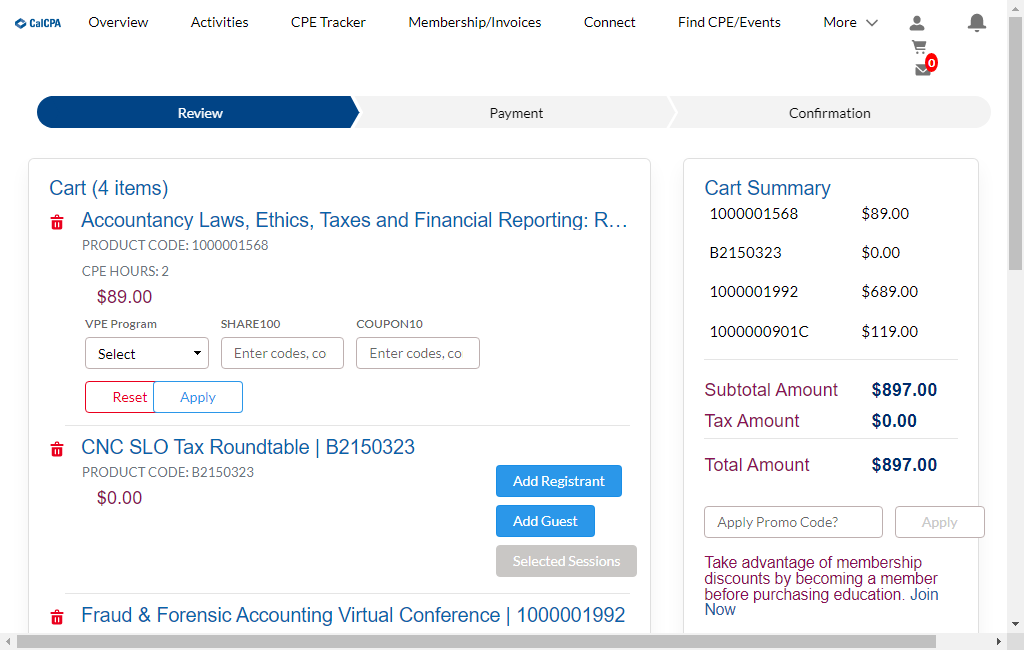 CalCPA
Overview
Activities
CPE Tracker
Membership/Invoices
Connect
Find CPE/Events
More
0
Review
Payment
Confirmation
Cart (4 items)
Accountancy Laws, Ethics, Taxes and Financial Reporting: R...
PRODUCT CODE: 1000001568
CPE HOURS: 2
$89.00
VPE Program
SHARE100
COUPON10
Select
Enter codes, co
Enter codes, co
Reset
Apply
CNC SLO Tax Roundtable | B2150323
PRODUCT CODE: B2150323
$0.00
Add Registrant
Add Guest
Selected Sessions
Fraud & Forensic Accounting Virtual Conference | 1000001992
Cart Summary
1000001568 $89.00
B2150323 $0.00
1000001992 $689.00
1000000901C $119.00
Subtotal Amount $897.00
Tax Amount $0.00
Total Amount $897.00
Apply Promo Code?
Apply
Take advantage of membership
discounts by becoming a member
before purchasing education. Join
Now